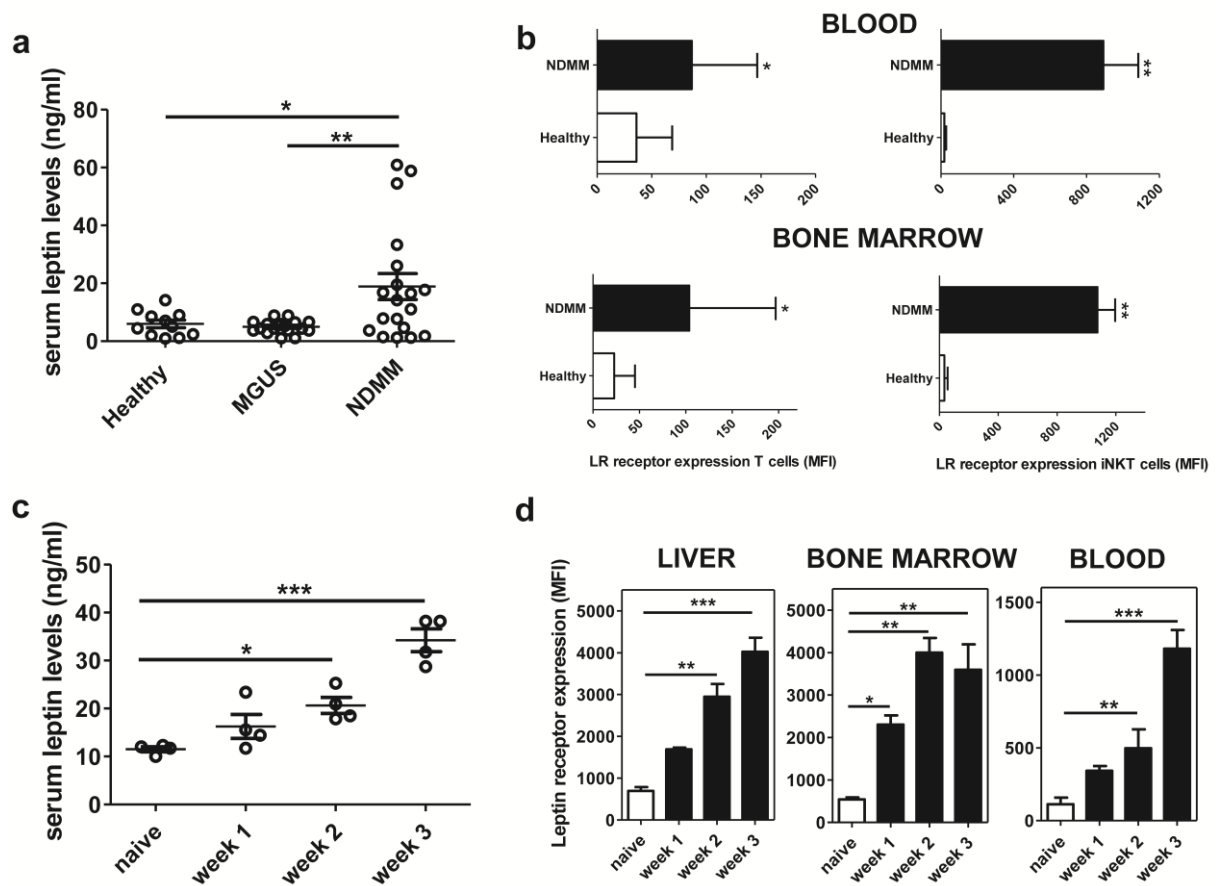 a
serum leptin levels (ng/ml)
80
60
40
20
0
*
**
Healthy
MGUS
NDMM
b
BLOOD
NDMM
Healthy
*
0
50
100
150
200
NDMM
Healthy
**
0
400
800
1200
BONE MARROW
NDMM
Healthy
*
0
50
100
150
200
LR receptor expression T cells (MFI)
NDMM
Healthy
**
0
400
800
1200
LR receptor expression iNKT cells (MFI)
c
serum leptin levels (ng/ml)
50
40
30
20
10
0
***
*
naive
week 1
week 2
week 3
d
Leptin receptor expression (MFI)
LIVER
5000
4000
3000
2000
1000
0
***
**
naive
week 1
week 2
week 3
BONE MARROW
5000
4000
3000
2000
1000
0
**
**
*
naive
week 1
week 2
week 3
BLOOD
1500
1000
500
0
***
**
naive
week 1
week 2
week 3